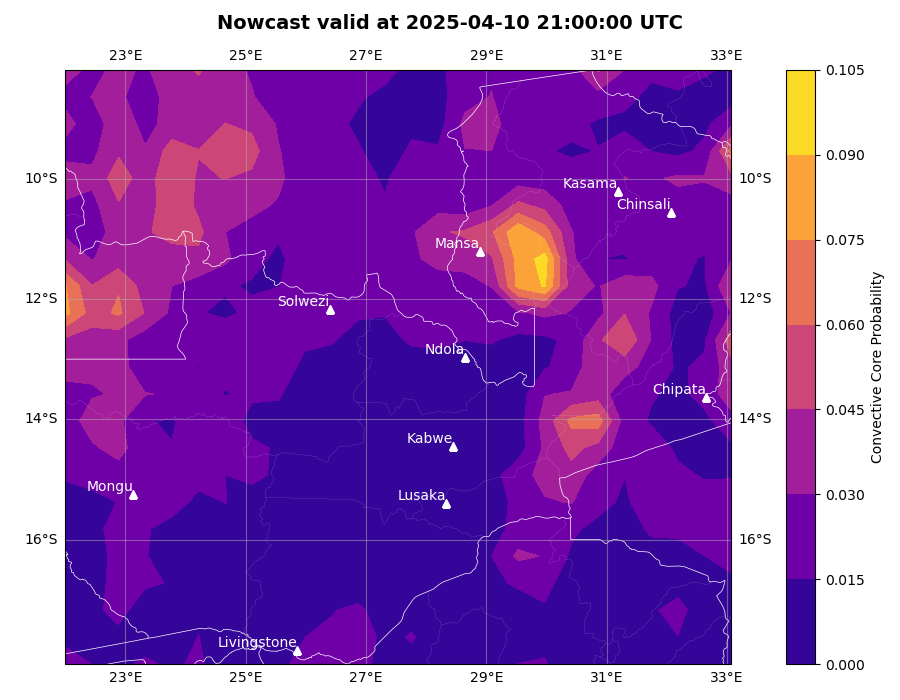 Nowcast valid at 2025-04-10 21:00:00 UTC
23°E 25°E 27°E 29°E 31°E 33°E
0.105
0.090
10°S 10°S
Kasama
Chinsali
0.075
Mansa
12°S 12°S
Solwezi
0.060
Ndola
Chipata
0.045
14°S 14°S
Kabwe
Mongu
Lusaka
0.030
16°S 16°S
0.015
Livingstone
0.000
23°E 25°E 27°E 29°E 31°E 33°E
Convective Core Probability